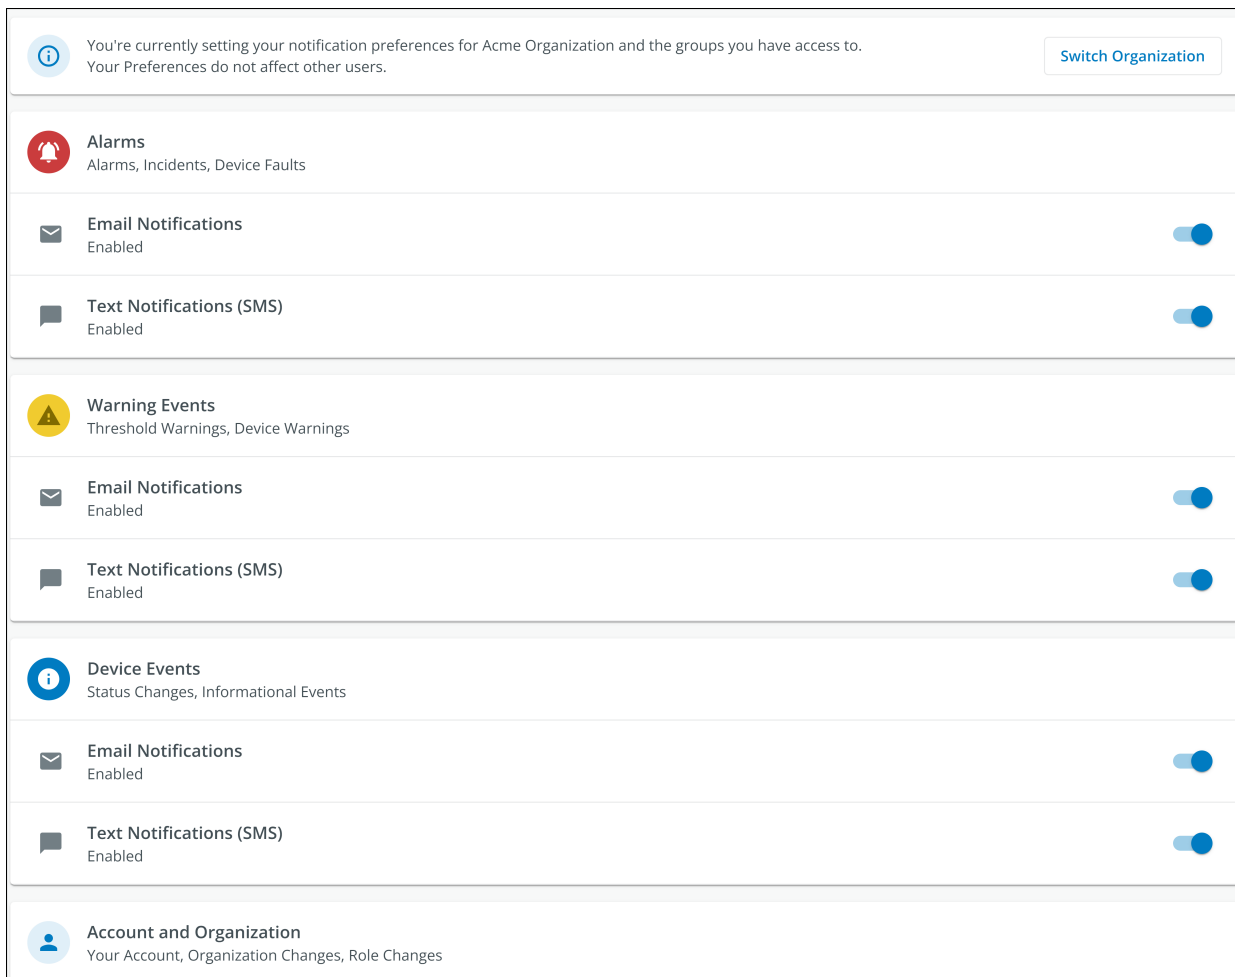 You're currently setting your notification preferences for Acme Organization and the groups you have access to.
Your Preferences do not affect other users.
Switch Organization
Alarms
Alarms, Incidents, Device Faults
Email Notifications
Enabled
Text Notifications (SMS)
Enabled
Warning Events
Threshold Warnings, Device Warnings
Email Notifications
Enabled
Text Notifications (SMS)
Enabled
Device Events
Status Changes, Informational Events
Email Notifications
Enabled
Text Notifications (SMS)
Enabled
Account and Organization
Your Account, Organization Changes, Role Changes